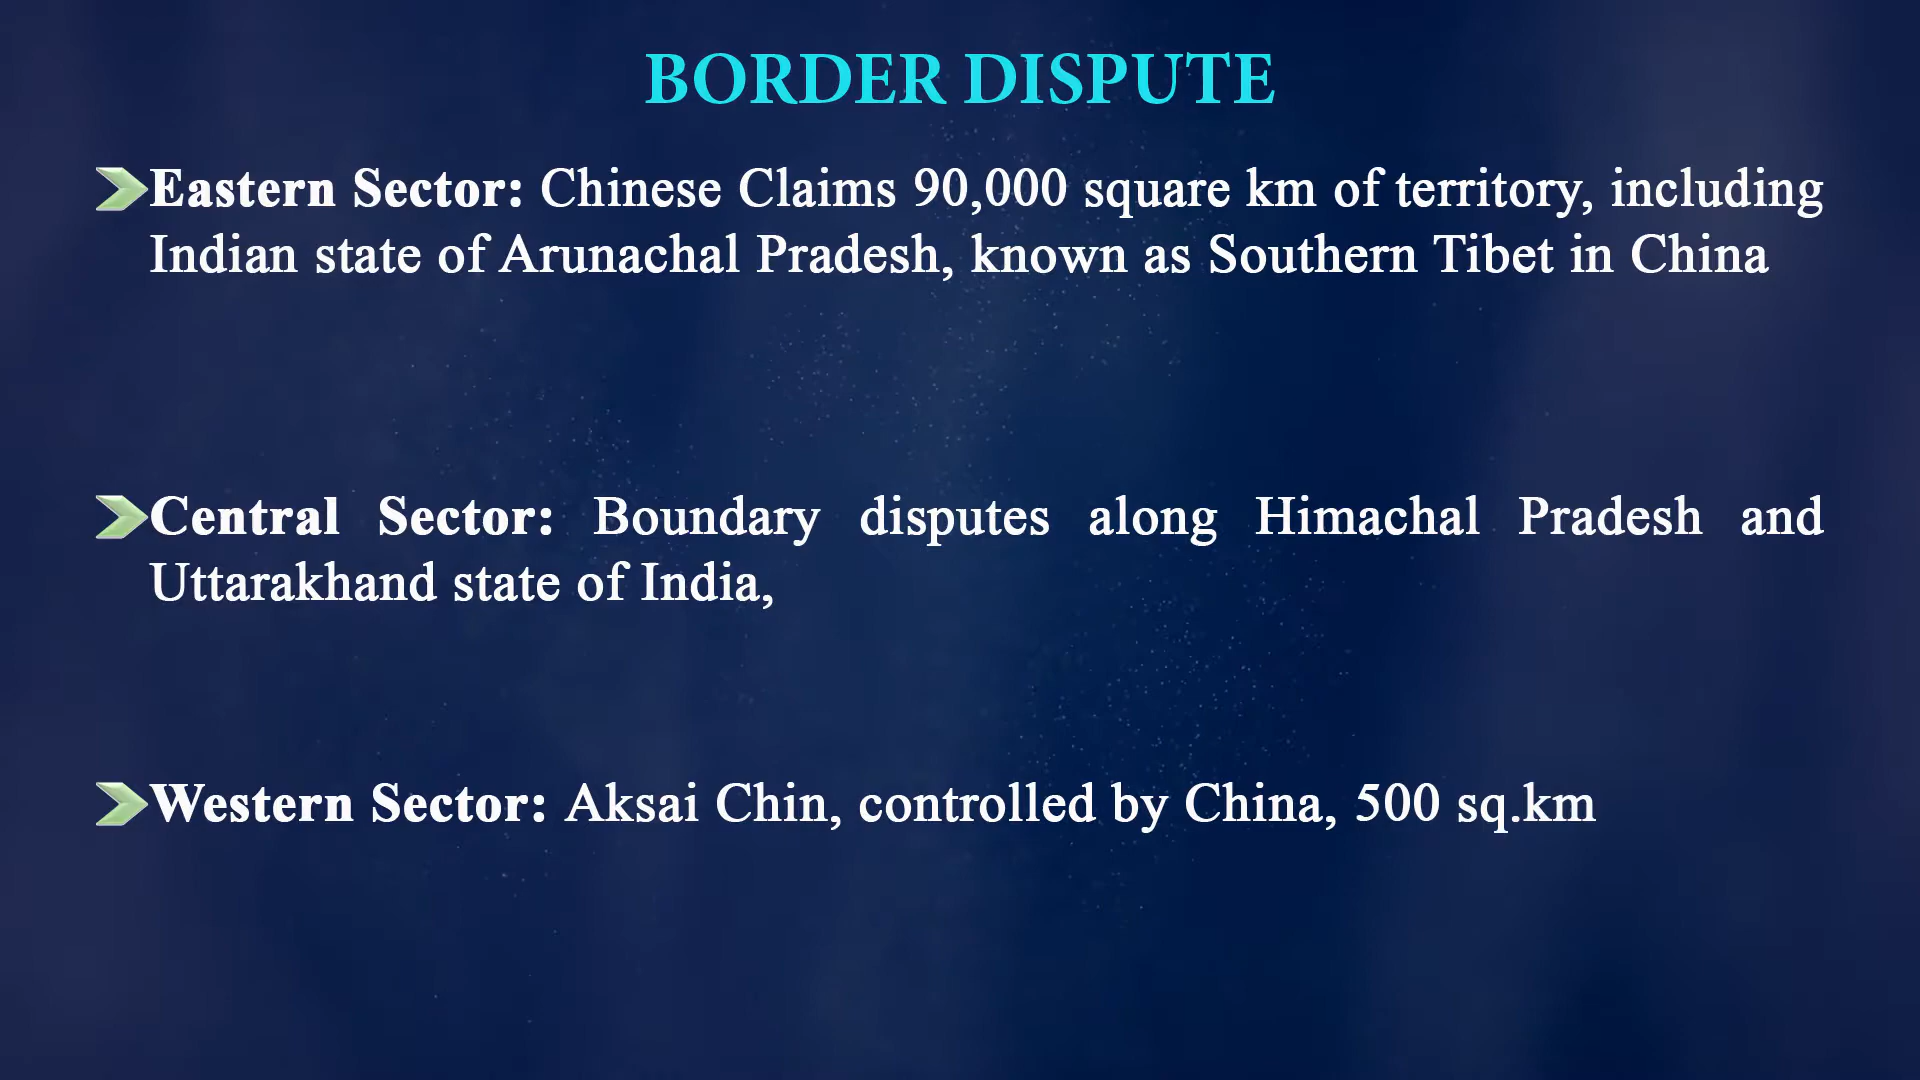 BORDER DISPUTE
Eastern Sector: Chinese Claims 90,000 square km of territory, including
Indian state of Arunachal Pradesh, known as Southern Tibet in China
Central Sector: Boundary disputes along Himachal Pradesh and
Uttarakhand state of India,
Western Sector: Aksai Chin, controlled by China, 500 sq.km